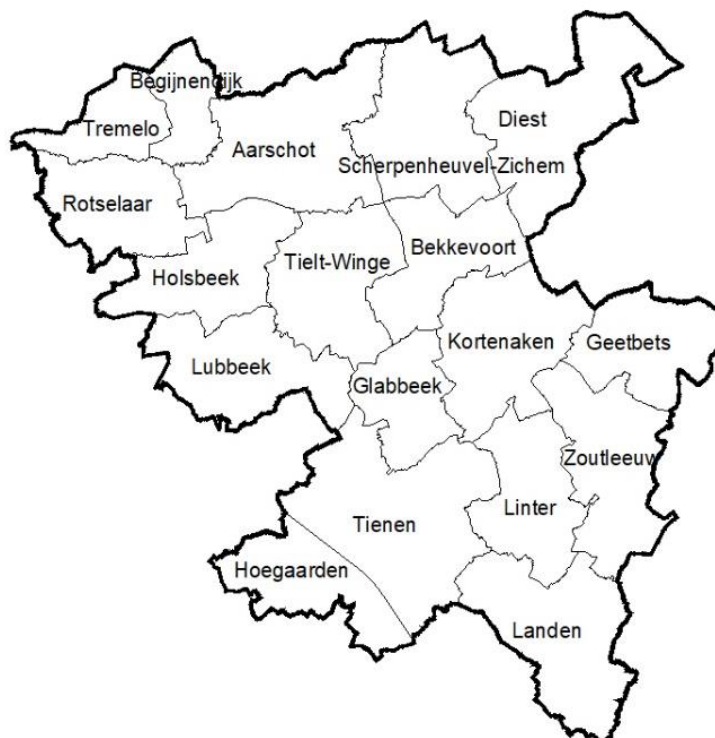 Begijnendijk
Tremelo
Diest
Aarschot
Scherpenheuvel-Zichem
Rotselaar
Bekkevoort
Tielt-Winge
Holsbeek
Kortenaken
Geetbets
Lubbeek
Glabbeek
Zoutleeuw
Linter
Tienen
Hoegaarden
Landen